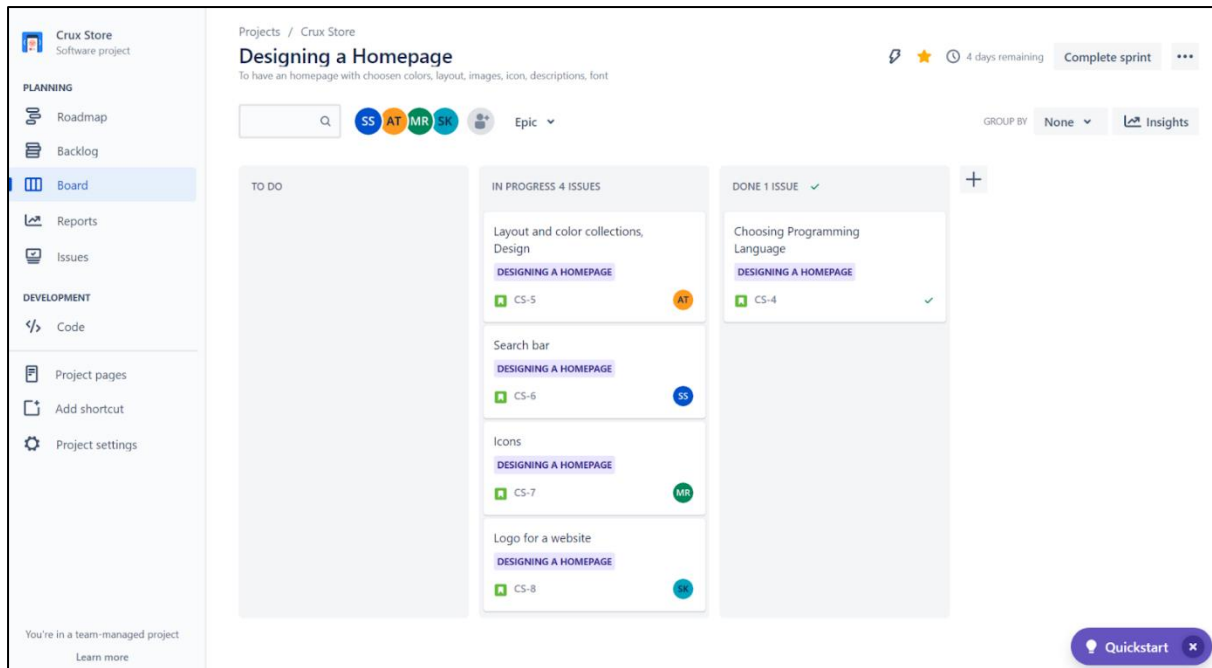 Crux Store
Software project
PLANNING
Roadmap
Backlog
Board
Reports
Issues
DEVELOPMENT
Code
Project pages
Add shortcut
Project settings
You're in a team-managed project
Learn more
Projects / Crux Store
Designing a Homepage
To have an homepage with choosen colors, layout, images, icon, descriptions, font
4 days remaining Complete sprint
SS AT MR SK Epic
GROUP BY None Insights
TO DO
IN PROGRESS 4 ISSUES
Layout and color collections,
Design
DESIGNING A HOMEPAGE
CS-5 AT
Search bar
DESIGNING A HOMEPAGE
CS-6 SS
Icons
DESIGNING A HOMEPAGE
CS-7 MR
Logo for a website
DESIGNING A HOMEPAGE
CS-8 SK
DONE 1 ISSUE
Choosing Programming
Language
DESIGNING A HOMEPAGE
CS-4
Quickstart